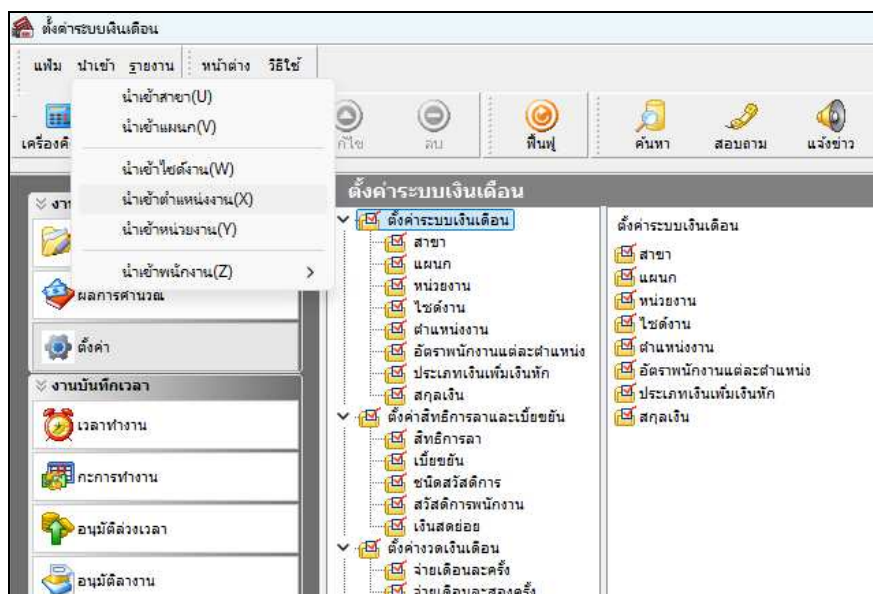 ตั้งค่าระบบเงินเดือน
แฟ้ม นำเข้า รายงาน หน้าต่าง วิธีใช้
นำเข้าสาขา(U)
นำเข้าแผนก(V)
นำเข้าไซด์งาน(W)
นำเข้าตำแหน่งงาน(X)
นำเข้าหน่วยงาน(Y)
นำเข้าพนักงาน(Z)
ลบ
ฟื้นฟู
ค้นหา
สอบถาม
แจ้งข่าว
ผลการคำนวณ
ตั้งค่า
งานบันทึกเวลา
เวลาทำงาน
กะการทำงาน
อนุมัติล่วงเวลา
อนุมัติลางาน
ตั้งค่าระบบเงินเดือน
ตั้งค่าระบบเงินเดือน
สาขา
แผนก
หน่วยงาน
ไซด์งาน
ตำแหน่งงาน
อัตราพนักงานแต่ละตำแหน่ง
ประเภทเงินเพิ่มเงินหัก
สกุลเงิน
ตั้งค่าสิทธิการลาและเบี้ยขยัน
สิทธิการลา
เบี้ยขยัน
ชนิดสวัสดิการ
สวัสดิการพนักงาน
เงินสดย่อย
ตั้งค่างวดเงินเดือน
จ่ายเดือนละครั้ง
จ่ายเดือนละสองครั้ง
ตั้งค่าระบบเงินเดือน
สาขา
แผนก
หน่วยงาน
ไซด์งาน
ตำแหน่งงาน
อัตราพนักงานแต่ละตำแหน่ง
ประเภทเงินเพิ่มเงินหัก
สกุลเงิน